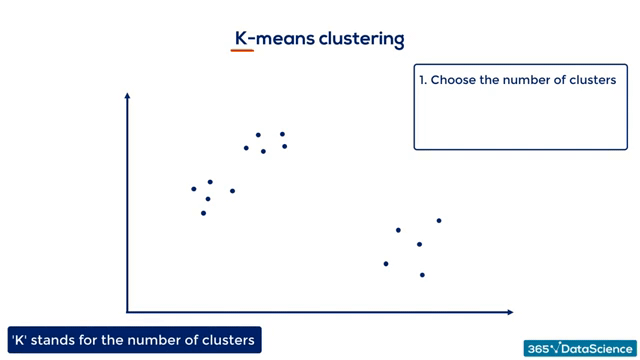 K-means clustering
1. Choose the number of clusters
'K' stands for the number of clusters
365 DataScience